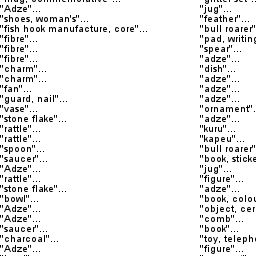 "Adze"... "jug"...
"shoes, woman's"... "feather"...
"fish hook manufacture, core"... "bull roarer"
"fibre"... "pad, writing
"fibre"... "spear"...
"fibre"... "adze"...
"charm"... "dish"...
"charm"... "adze"...
"fan"... "adze"...
"guard, nail"... "adze"...
"vase"... "ornament".
"stone flake"... "adze"...
"rattle"... "kuru"...
"rattle"... "kapeu"...
"spoon"... "bull roarer"
"saucer"... "book, sticke
"Adze"... "jug"...
"rattle"... "figure"...
"stone flake"... "adze"...
"bowl"... "book, colou
"Adze"... "object, cer
"Adze"... "comb"...
"saucer"... "book"...
"charcoal"... "toy, teleph
"Adze"... "figure"...